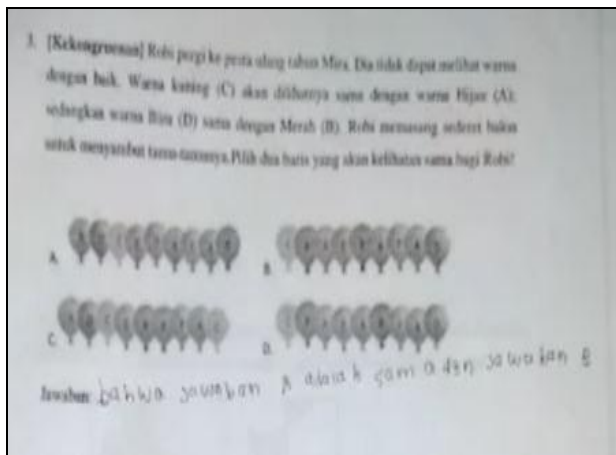 3. [Kekongruenan] Robi pergi ke pesta ulang tahun Mira. Dia tidak dapat melihat warna
dengan baik. Warna kuning (C) akan dilihatnya sama dengan warna Hijau (A);
sedangkan warna Biru (D) sama dengan Merah (B). Robi memasang sederet balon
untuk menyambut tamu-tamunya. Pilih dua baris yang akan kelihatan sama bagi Robi!
A. B.
C. D.
Jawaban: bahwa jawaban adalah sama dgn jawaban